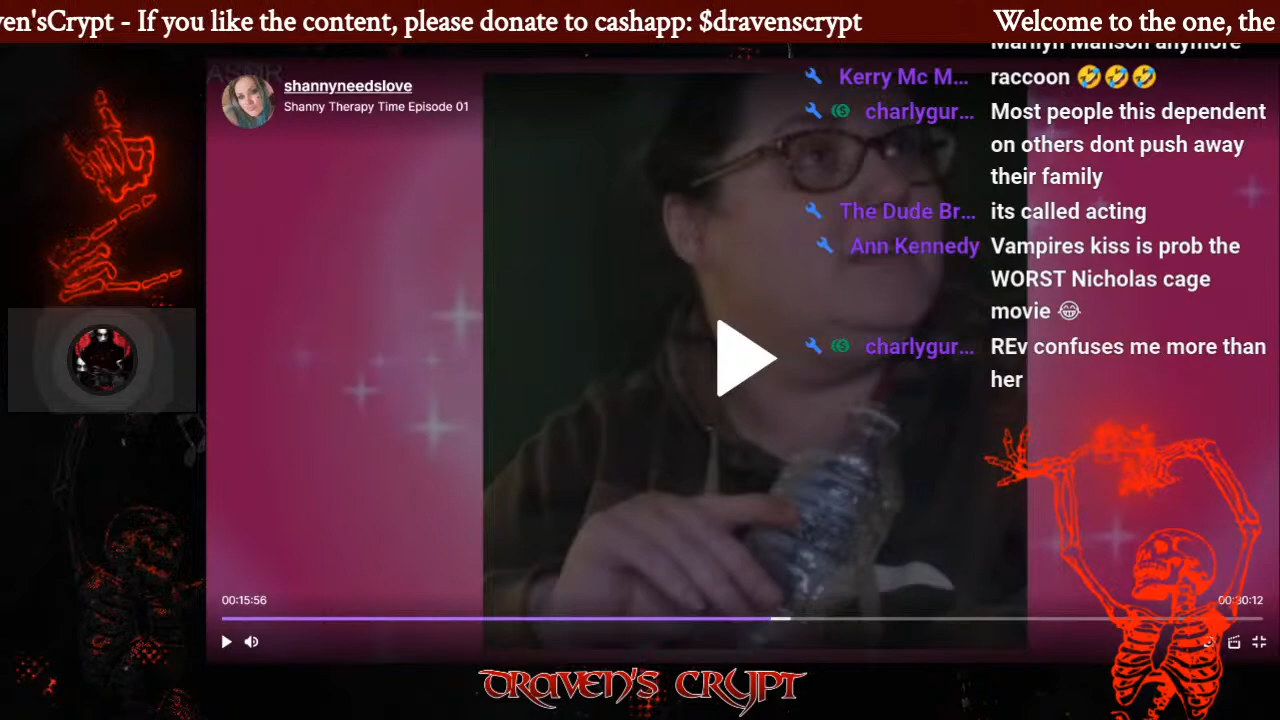 ven'sCrypt - If you like the content, please donate to cashapp: $dravenscrypt
Welcome to the one, the
Marilyn Manson anymore
ASMR
shannyneedslove
Shanny Therapy Time Episode 01
Kerry Mc M... raccoon 🤣🤣🤣
charlygur... Most people this dependent
on others dont push away
their family
The Dude Br... its called acting
Ann Kennedy Vampires kiss is prob the
WORST Nicholas cage
movie 😂
charlygur... REv confuses me more than
her
00:15:56
00:30:12
DRAVEN'S CRYPT